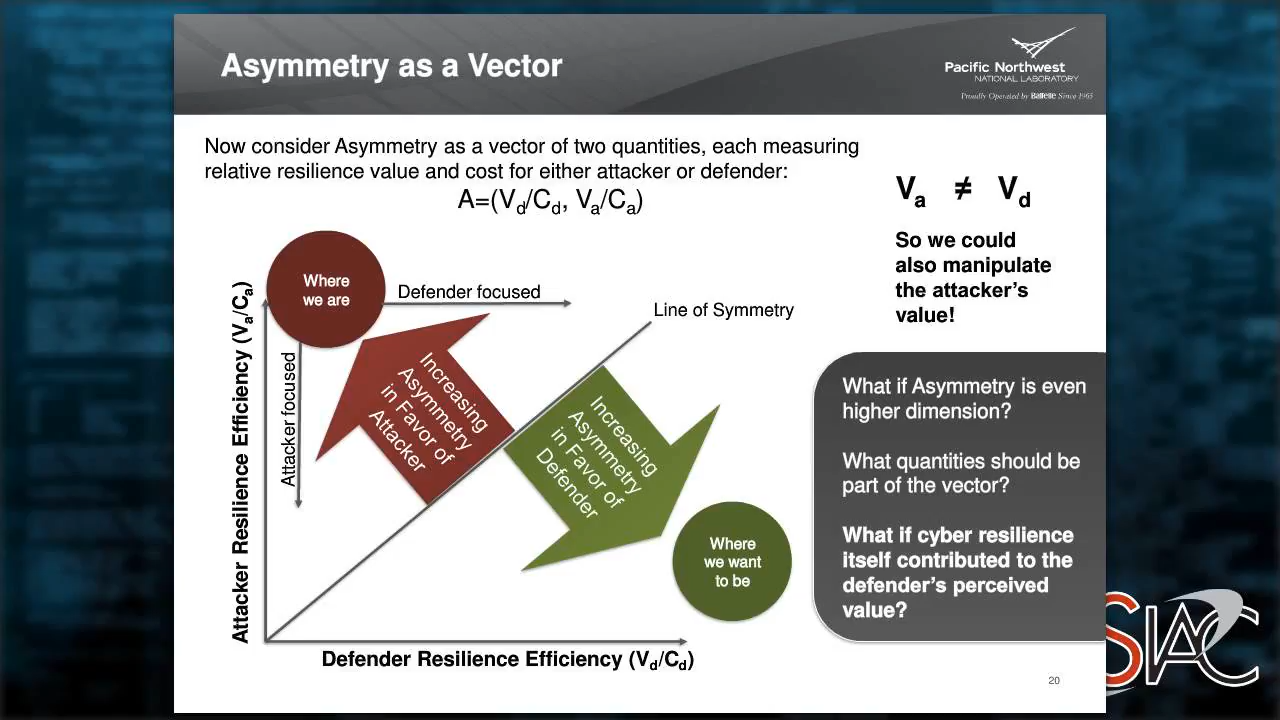 Asymmetry as a Vector
Pacific Northwest
NATIONAL LABORATORY
Proudly Operated by Battelle Since 1965
Now consider Asymmetry as a vector of two quantities, each measuring
relative resilience value and cost for either attacker or defender:
A=(Vd/Cd, Va/Ca)
Va ≠ Vd
So we could
also manipulate
the attacker's
value!
Where
we are
Defender focused
Line of Symmetry
Attacker Resilience Efficiency (Va/Ca)
Attacker focused
Increasing
Asymmetry
in Favor of
Attacker
Increasing
Asymmetry
in Favor of
Defender
Where
we want
to be
Defender Resilience Efficiency (Vd/Cd)
What if Asymmetry is even
higher dimension?
What quantities should be
part of the vector?
What if cyber resilience
itself contributed to the
defender's perceived
value?
20
SIAC